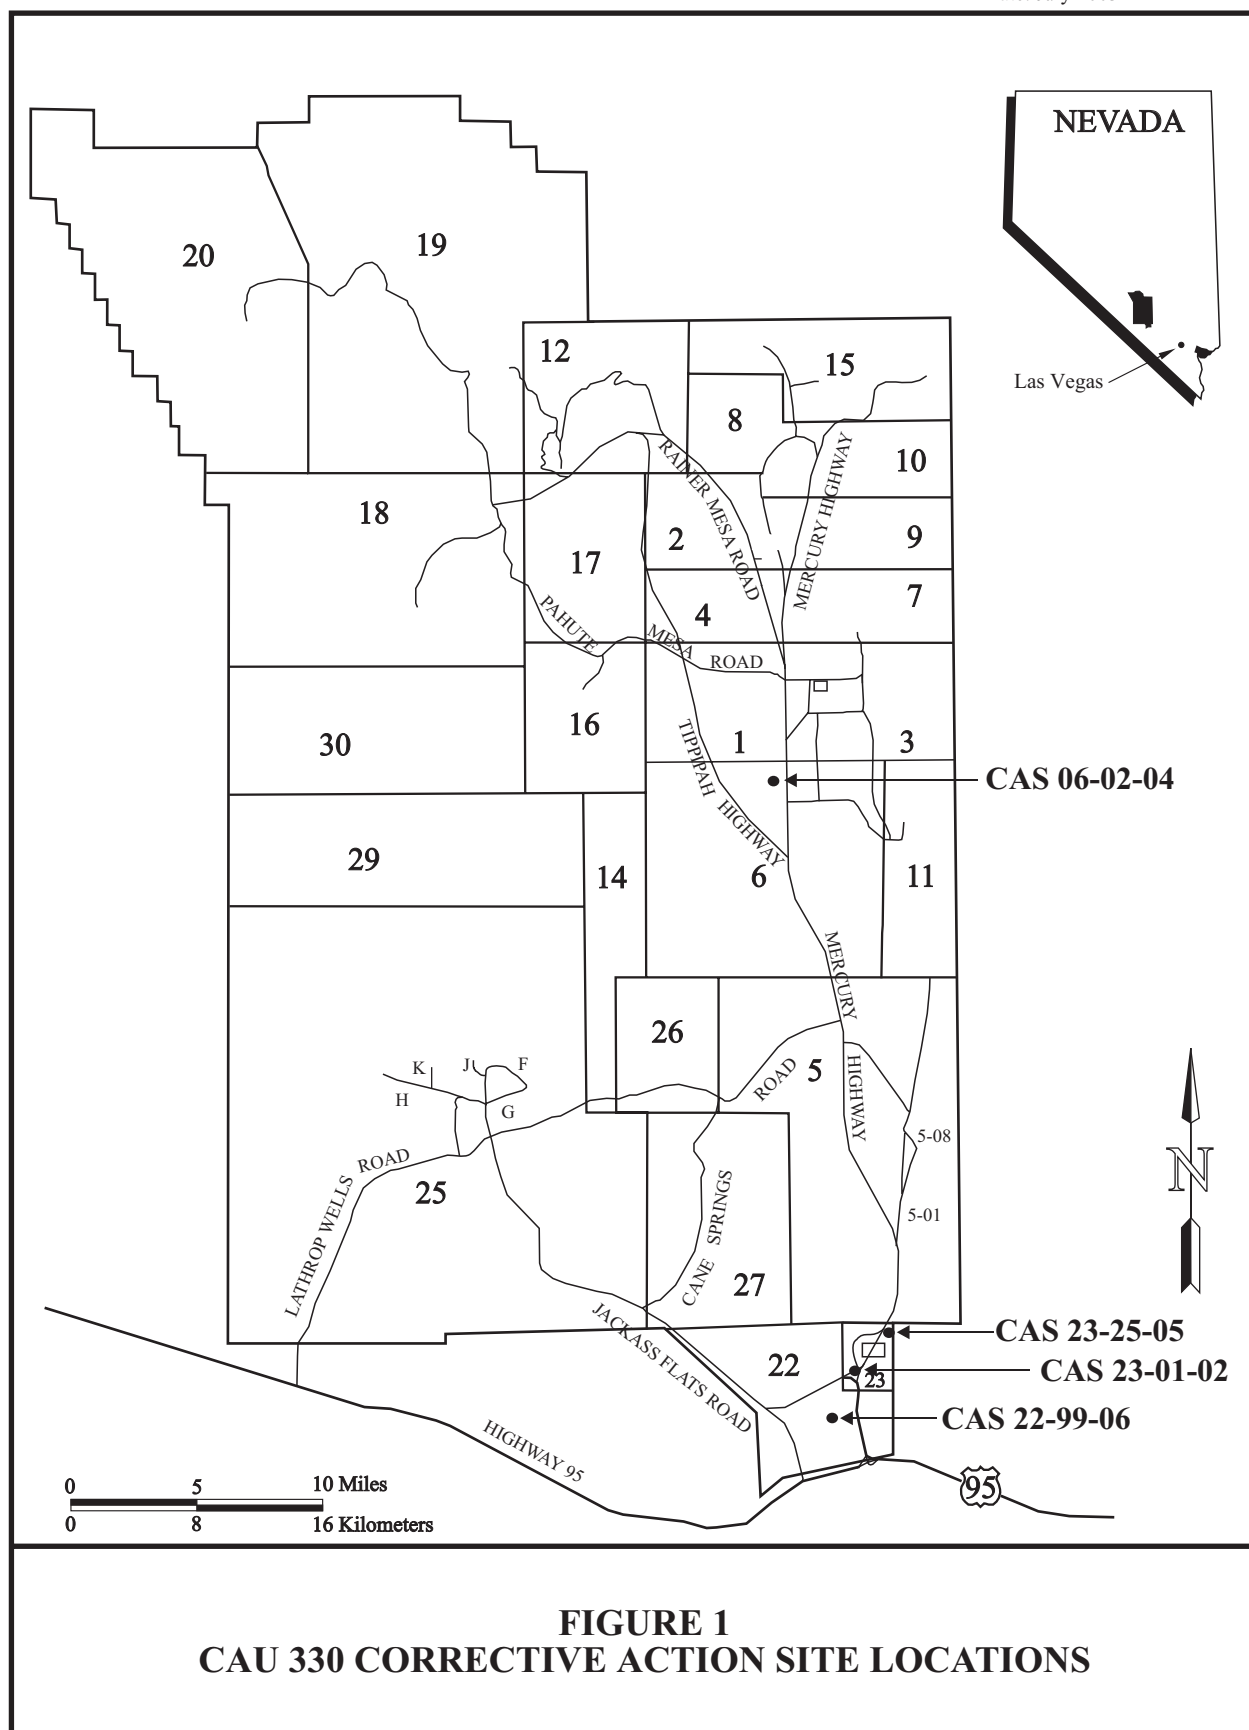 NEVADA
Las Vegas
20
19
12
15
8
10
18
RAINER MESA ROAD
MERCURY HIGHWAY
2
9
17
7
4
PAHUTE MESA ROAD
16
30
1
3
TIPPIPAH HIGHWAY
CAS 06-02-04
29
14
6
11
MERCURY HIGHWAY
26
5
K
J
F
H
G
ROAD
5-08
LATHROP WELLS ROAD
25
5-01
CANE SPRINGS
27
N
JACKASS FLATS ROAD
CAS 23-25-05
22
23
CAS 23-01-02
CAS 22-99-06
HIGHWAY 95
95
0 5 10 Miles
0 8 16 Kilometers
FIGURE 1
CAU 330 CORRECTIVE ACTION SITE LOCATIONS